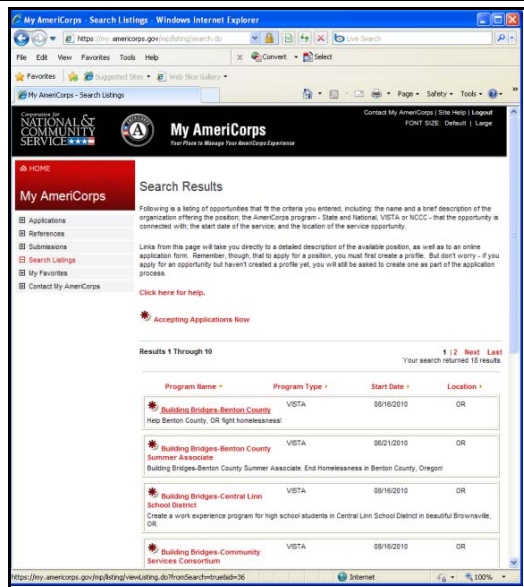 My AmeriCorps - Search Listings - Windows Internet Explorer
https://my.americorps.gov/mp/listing/search.do
Live Search
File Edit View Favorites Tools Help
Convert
Select
Favorites
Suggested Sites
Web Slice Gallery
My AmeriCorps - Search Listings
Page
Safety
Tools
Corporation for
NATIONAL &
COMMUNITY
SERVICE
My AmeriCorps
Your Place to Manage Your AmeriCorps Experience
Contact My AmeriCorps | Site Help | Logout
FONT SIZE: Default | Large
HOME
My AmeriCorps
Applications
References
Submissions
Search Listings
My Favorites
Contact My AmeriCorps
Search Results
Following is a listing of opportunities that fit the criteria you entered, including: the name and a brief description of the
organization offering the position; the AmeriCorps program - State and National, VISTA or NCCC - that the opportunity is
connected with; the start date of the service; and the location of the service opportunity.
Links from this page will take you directly to a detailed description of the available position, as well as to an online
application form. Remember, though, that to apply for a position, you must first create a profile. But don't worry - if you
apply for an opportunity but haven't created a profile yet, you will still be asked to create one as part of the application
process.
Click here for help.
Accepting Applications Now
Results 1 Through 10
1 | 2 Next Last
Your search returned 18 results.
Program Name
Program Type
Start Date
Location
Building Bridges-Benton County VISTA 08/16/2010 OR
Help Benton County, OR fight homelessness!
Building Bridges-Benton County VISTA 06/21/2010 OR
Summer Associate
Building Bridges-Benton County Summer Associate. End Homelessness in Benton County, Oregon!
Building Bridges-Central Linn VISTA 08/16/2010 OR
School District
Create a work experience program for high school students in Central Linn School District in beautiful Brownsville,
OR.
Building Bridges-Community VISTA 08/16/2010 OR
Services Consortium
https://my.americorps.gov/mp/listing/viewListing.do?fromSearch=true&id=36
Internet
100%